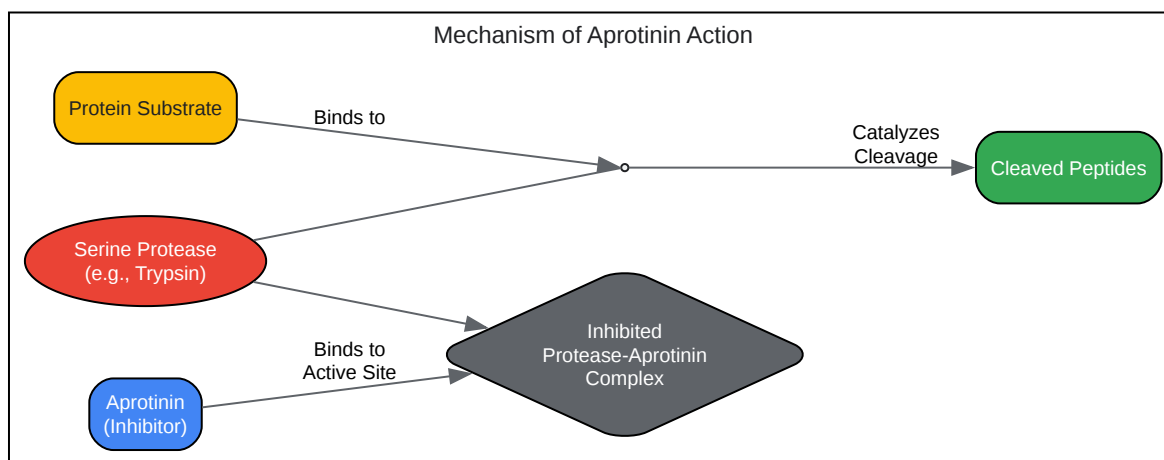 Mechanism of Aprotinin Action
Protein Substrate
Binds to
Catalyzes
Cleavage
Cleaved Peptides
Serine Protease
(e.g., Trypsin)
Inhibited
Protease-Aprotinin
Complex
Binds to
Active Site
Aprotinin
(Inhibitor)